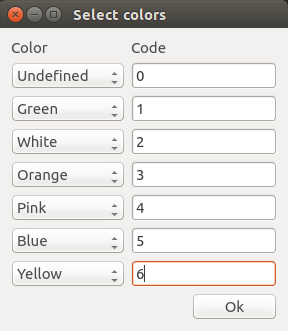 Select colors
Color Code
Undefined 0
Green 1
White 2
Orange 3
Pink 4
Blue 5
Yellow 6
Ok